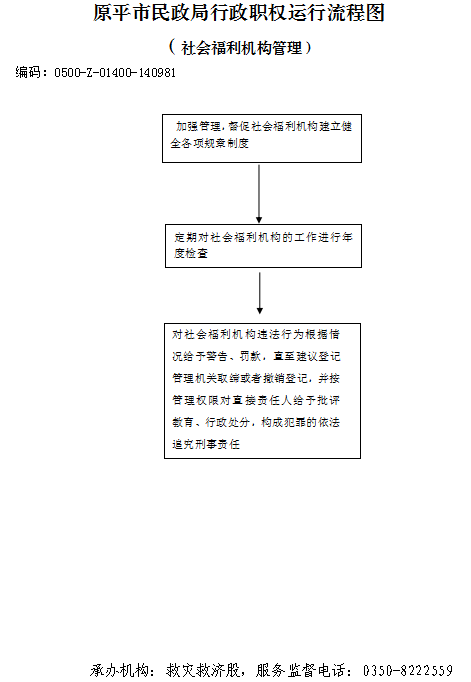 原平市民政局行政职权运行流程图
（社会福利机构管理）
编码：0500-Z-01400-140981
加强管理，督促社会福利机构建立健
全各项规章制度
定期对社会福利机构的工作进行年
度检查
对社会福利机构违法行为根据情
况给予警告、罚款，直至建议登记
管理机关取缔或者撤销登记，并按
管理权限对直接责任人给予批评
教育、行政处分，构成犯罪的依法
追究刑事责任
承办机构：救灾救济股，服务监督电话：0350-8222559